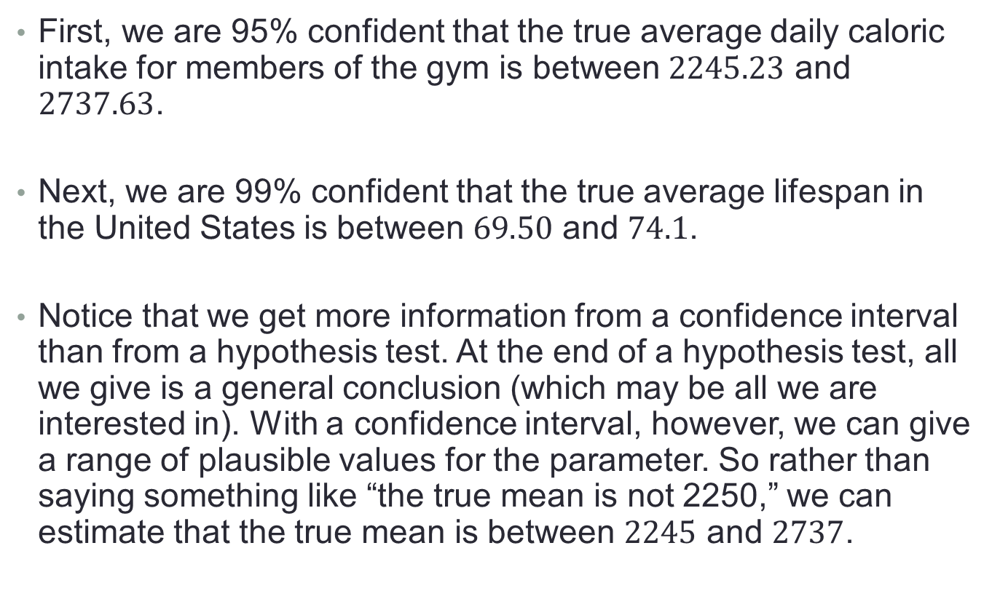 • First, we are 95% confident that the true average daily caloric
intake for members of the gym is between 2245.23 and
2737.63.
• Next, we are 99% confident that the true average lifespan in
the United States is between 69.50 and 74.1.
• Notice that we get more information from a confidence interval
than from a hypothesis test. At the end of a hypothesis test, all
we give is a general conclusion (which may be all we are
interested in). With a confidence interval, however, we can give
a range of plausible values for the parameter. So rather than
saying something like “the true mean is not 2250,” we can
estimate that the true mean is between 2245 and 2737.